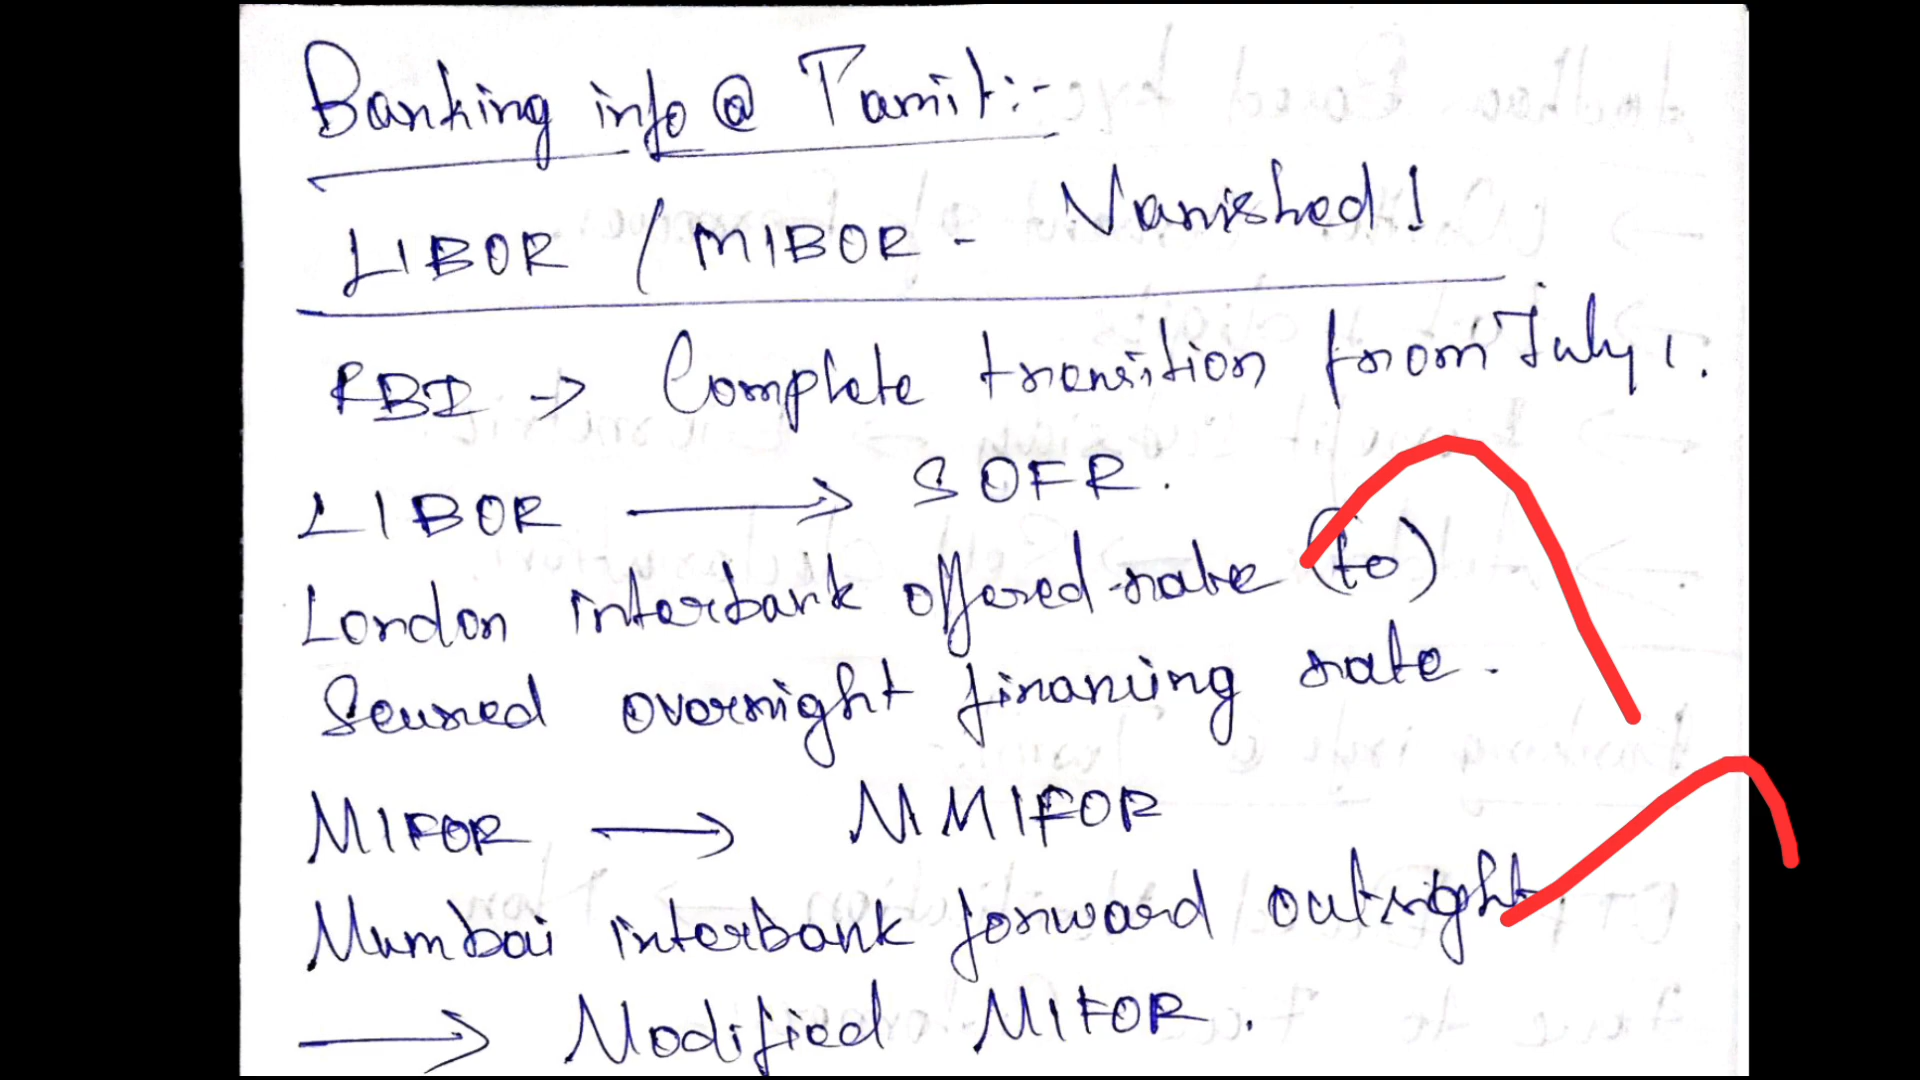 Banking info @ Tamil:-
LIBOR / MIBOR - Vanished!
RBI → Complete transition from July 1.
LIBOR → SOFR.
London interbank offered rate (to)
Secured overnight financing rate.
MIFOR → MMIFOR
Mumbai interbank forward outright
→ Modified MIFOR.